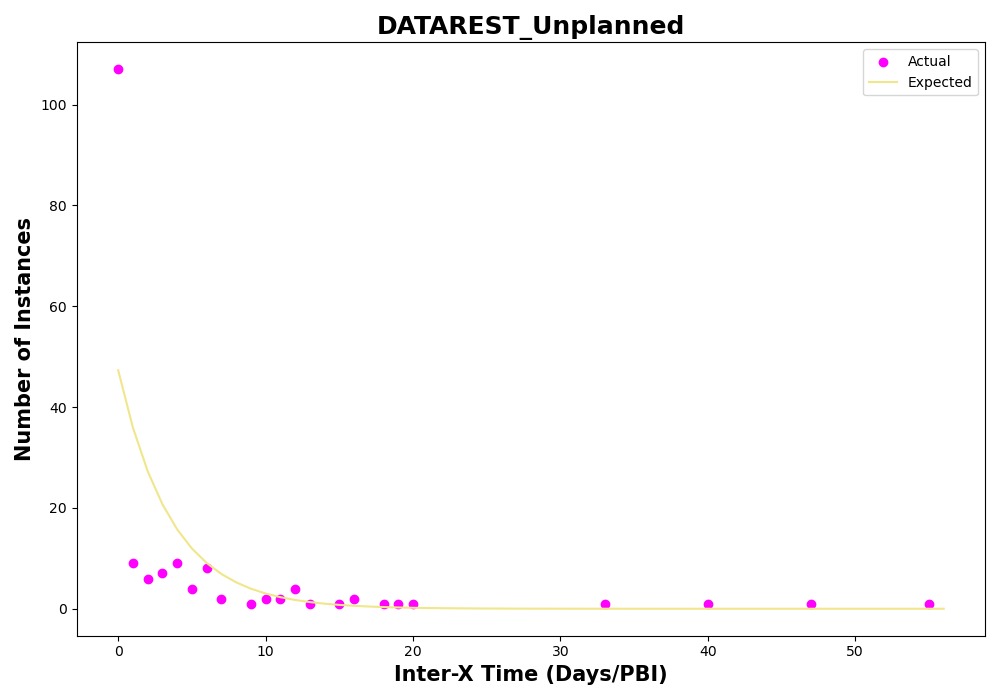 DATAREST_Unplanned
Actual
Expected
Number of Instances
100
80
60
40
20
0
0 10 20 30 40 50
Inter-X Time (Days/PBI)